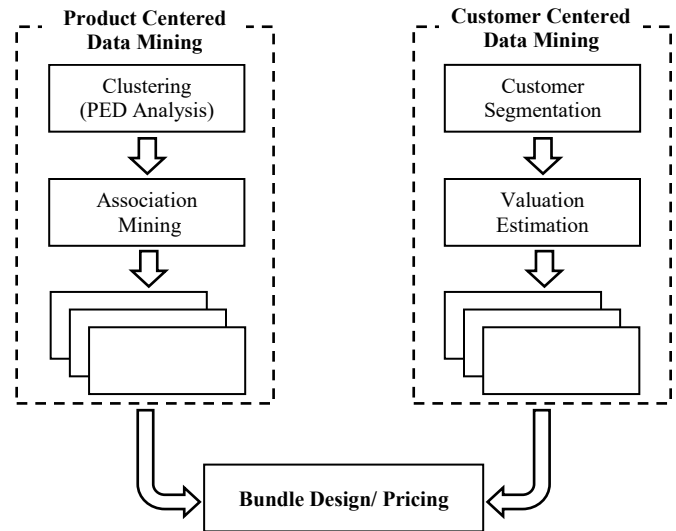 Product Centered
Data Mining
Clustering
(PED Analysis)
Association
Mining
Customer Centered
Data Mining
Customer
Segmentation
Valuation
Estimation
Bundle Design/ Pricing